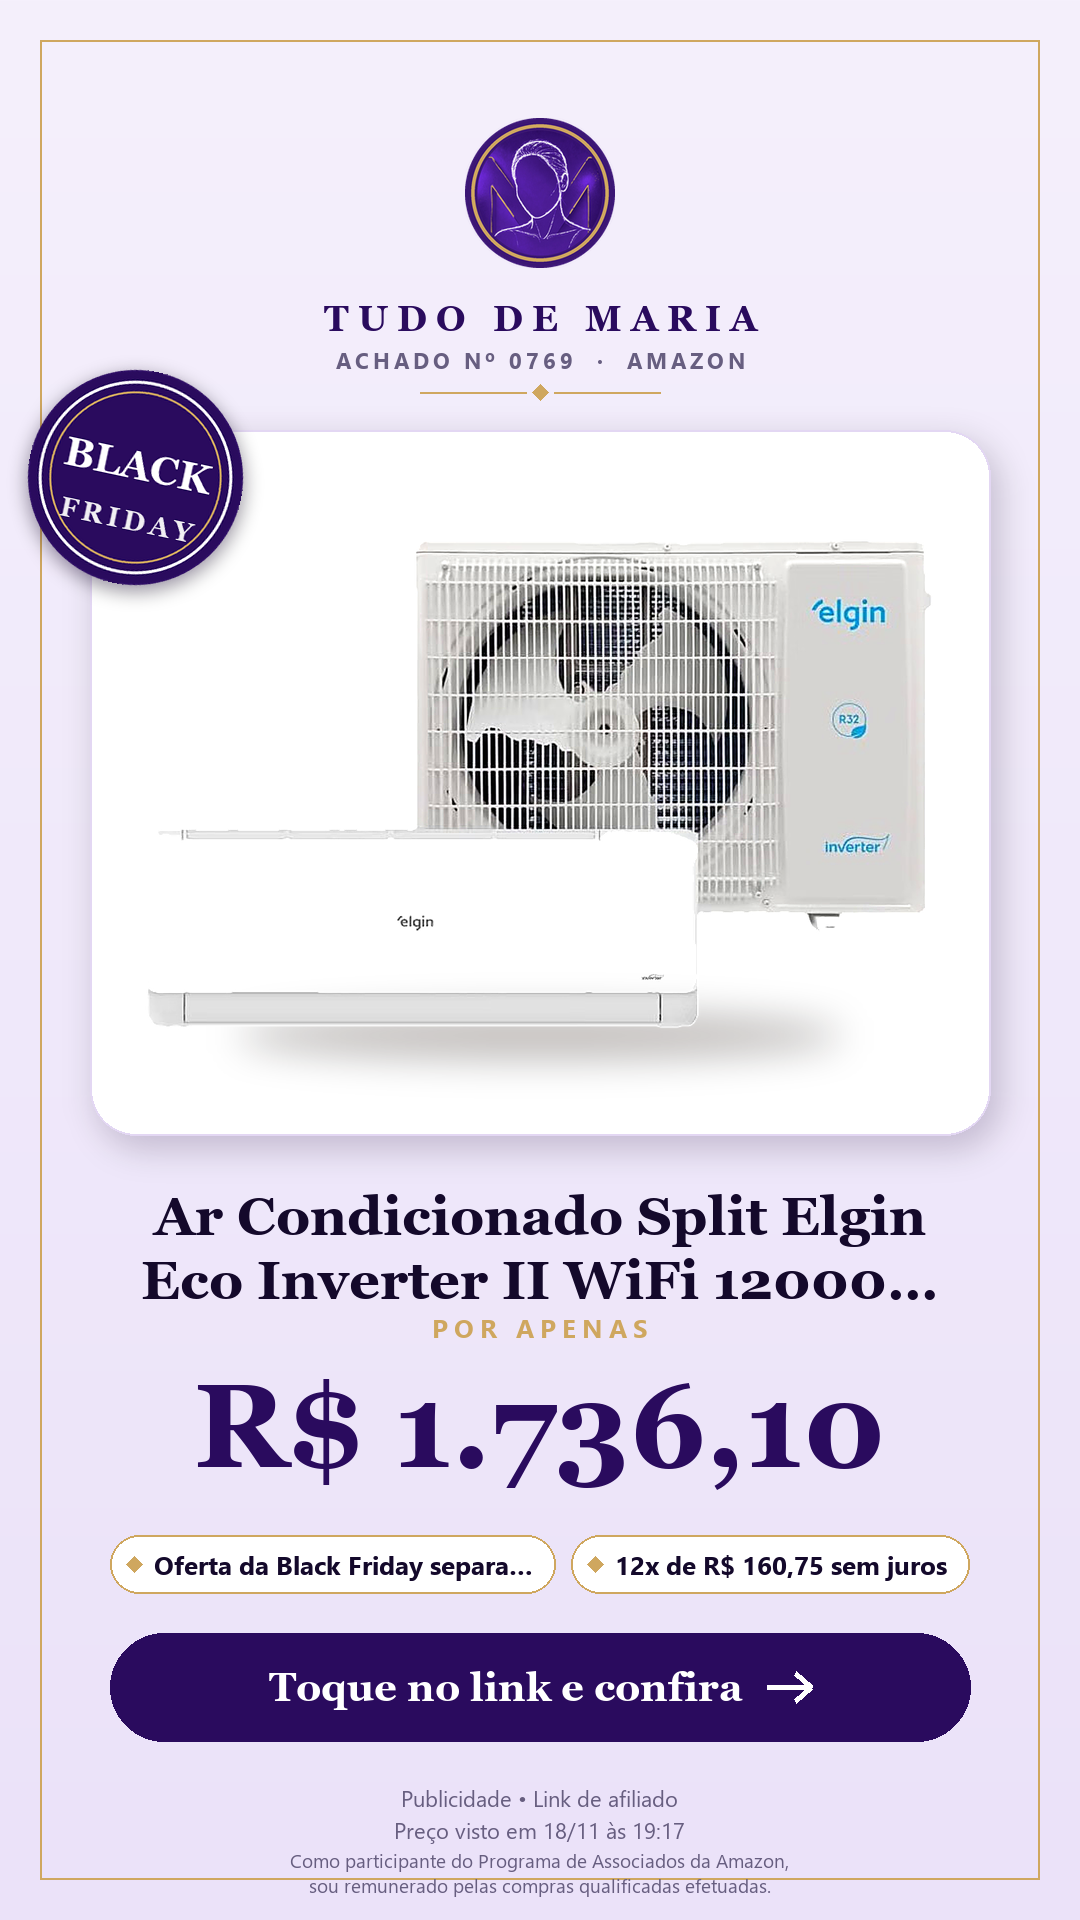 TUDO DE MARIA
ACHADO Nº 0769 · AMAZON
BLACK
FRIDAY
elgin
R32
inverter
elgin
inverter
Ar Condicionado Split Elgin
Eco Inverter II WiFi 12000...
POR APENAS
R$ 1.736,10
Oferta da Black Friday separa...
12x de R$ 160,75 sem juros
Toque no link e confira →
Publicidade • Link de afiliado
Preço visto em 18/11 às 19:17
Como participante do Programa de Associados da Amazon,
sou remunerado pelas compras qualificadas efetuadas.